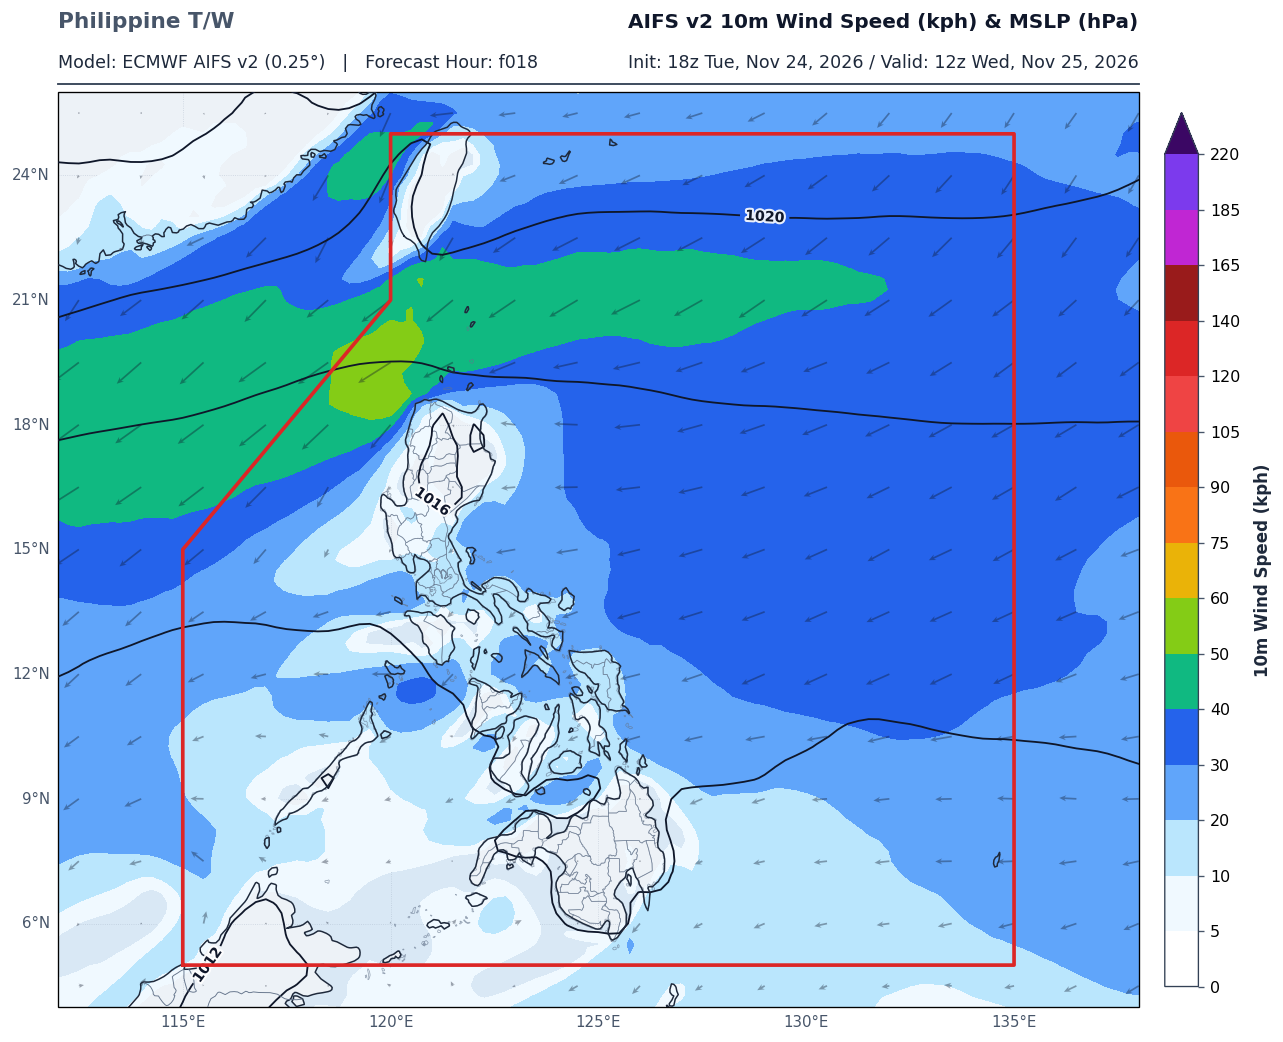 Philippine T/W
AIFS v2 10m Wind Speed (kph) & MSLP (hPa)
Model: ECMWF AIFS v2 (0.25°)   |   Forecast Hour: f018
Init: 18z Tue, Nov 24, 2026 / Valid: 12z Wed, Nov 25, 2026
24°N
21°N
18°N
15°N
12°N
9°N
6°N
1020
1016
1012
115°E
120°E
125°E
130°E
135°E
220
185
165
140
120
105
90
75
60
50
40
30
20
10
5
0
10m Wind Speed (kph)